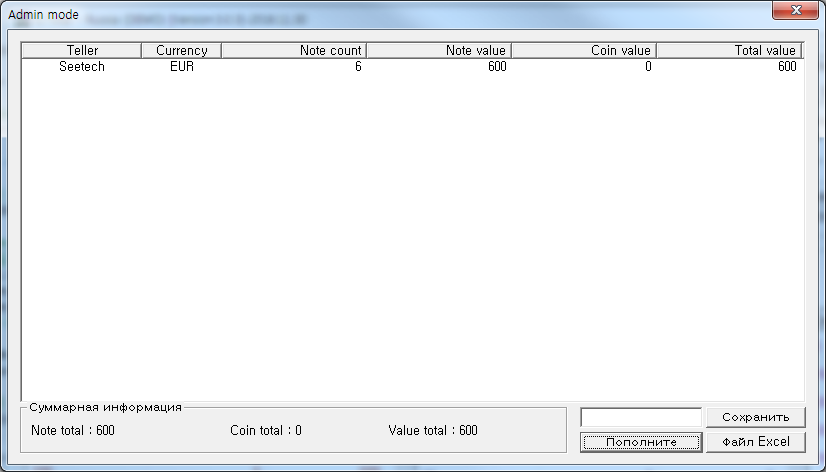 Admin mode
Teller Currency Note count Note value Coin value Total value
Seetech EUR 6 600 0 600
Суммарная информация
Note total : 600 Coin total : 0 Value total : 600
Сохранить
Пополните Файл Excel